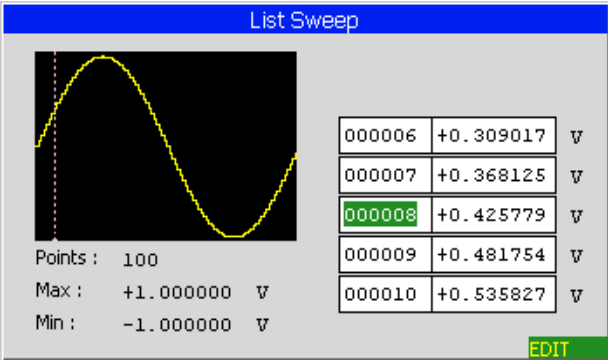 List Sweep
000006 +0.309017 V
000007 +0.368125 V
000008 +0.425779 V
000009 +0.481754 V
000010 +0.535827 V
Points : 100
Max : +1.000000 V
Min : -1.000000 V
EDIT